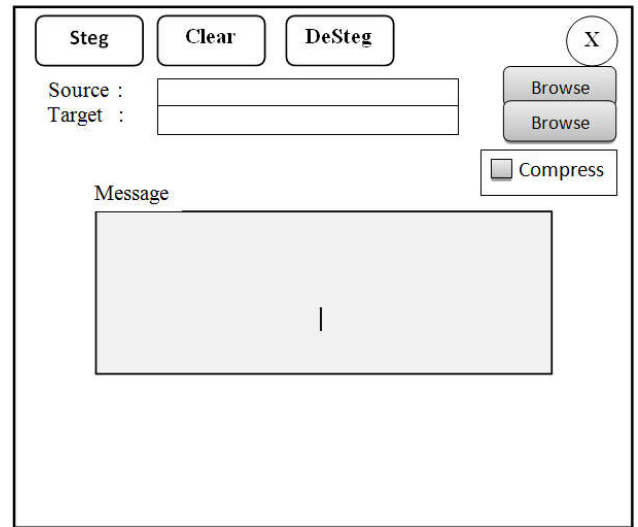 Steg Clear DeSteg X
Source : Browse
Target : Browse
Compress
Message